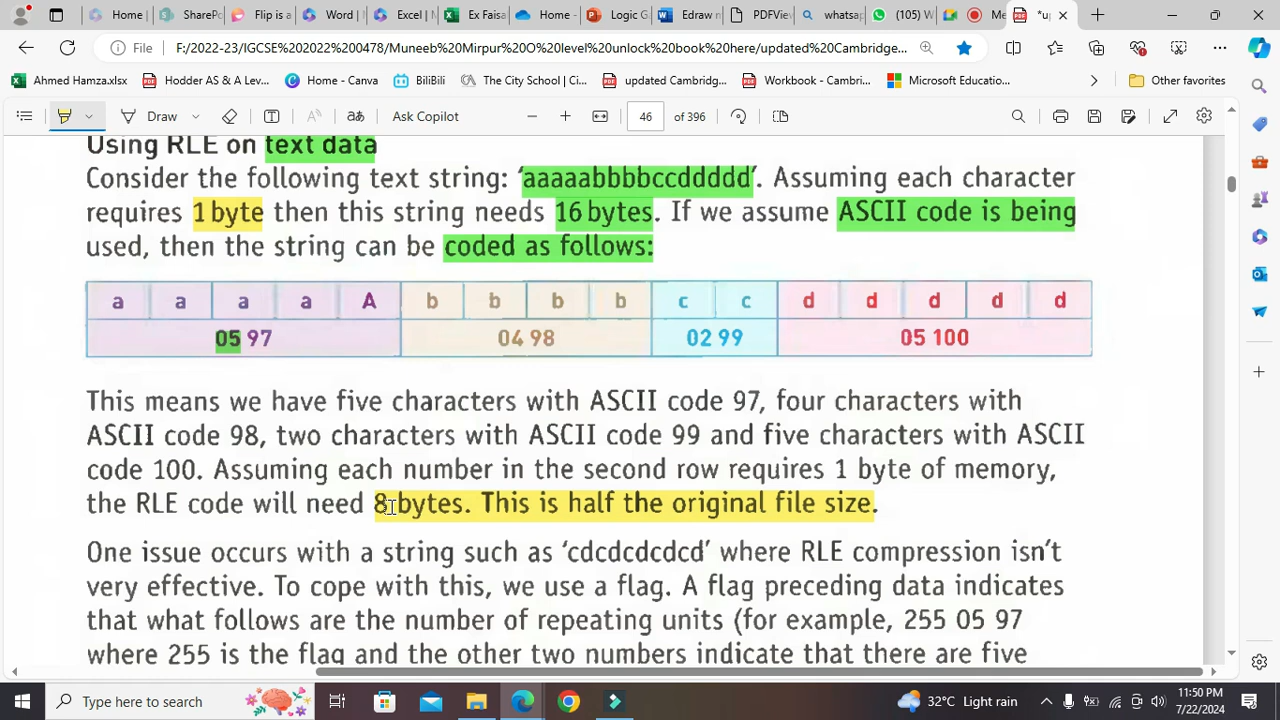 Home
SharePo
Flip is a
Word | M
Excel | M
Ex Faisa
Home -
Logic G
Edraw M
PDFView
whatsap
(105) W
Me
*up
File
F:/2022-23/IGCSE%202022%200478/Muneeb%20Mirpur%20O%20level%20unlock%20book%20here/updated%20Cambridge...
Ahmed Hamza.xlsx
Hodder AS & A Lev...
Home - Canva
BiliBili
The City School | Ci...
updated Cambridg...
Workbook - Cambri...
Microsoft Educatio...
Other favorites
Draw
Ask Copilot
46 of 396
Using RLE on text data
Consider the following text string: ‘aaaaabbbbccddddd’. Assuming each character
requires 1 byte then this string needs 16 bytes. If we assume ASCII code is being
used, then the string can be coded as follows:
a a a a A b b b b c c d d d d d
05 97 04 98 02 99 05 100
This means we have five characters with ASCII code 97, four characters with
ASCII code 98, two characters with ASCII code 99 and five characters with ASCII
code 100. Assuming each number in the second row requires 1 byte of memory,
the RLE code will need 8 bytes. This is half the original file size.
One issue occurs with a string such as ‘cdcdcdcdcd’ where RLE compression isn’t
very effective. To cope with this, we use a flag. A flag preceding data indicates
that what follows are the number of repeating units (for example, 255 05 97
where 255 is the flag and the other two numbers indicate that there are five
Type here to search
32°C Light rain
11:50 PM
7/22/2024